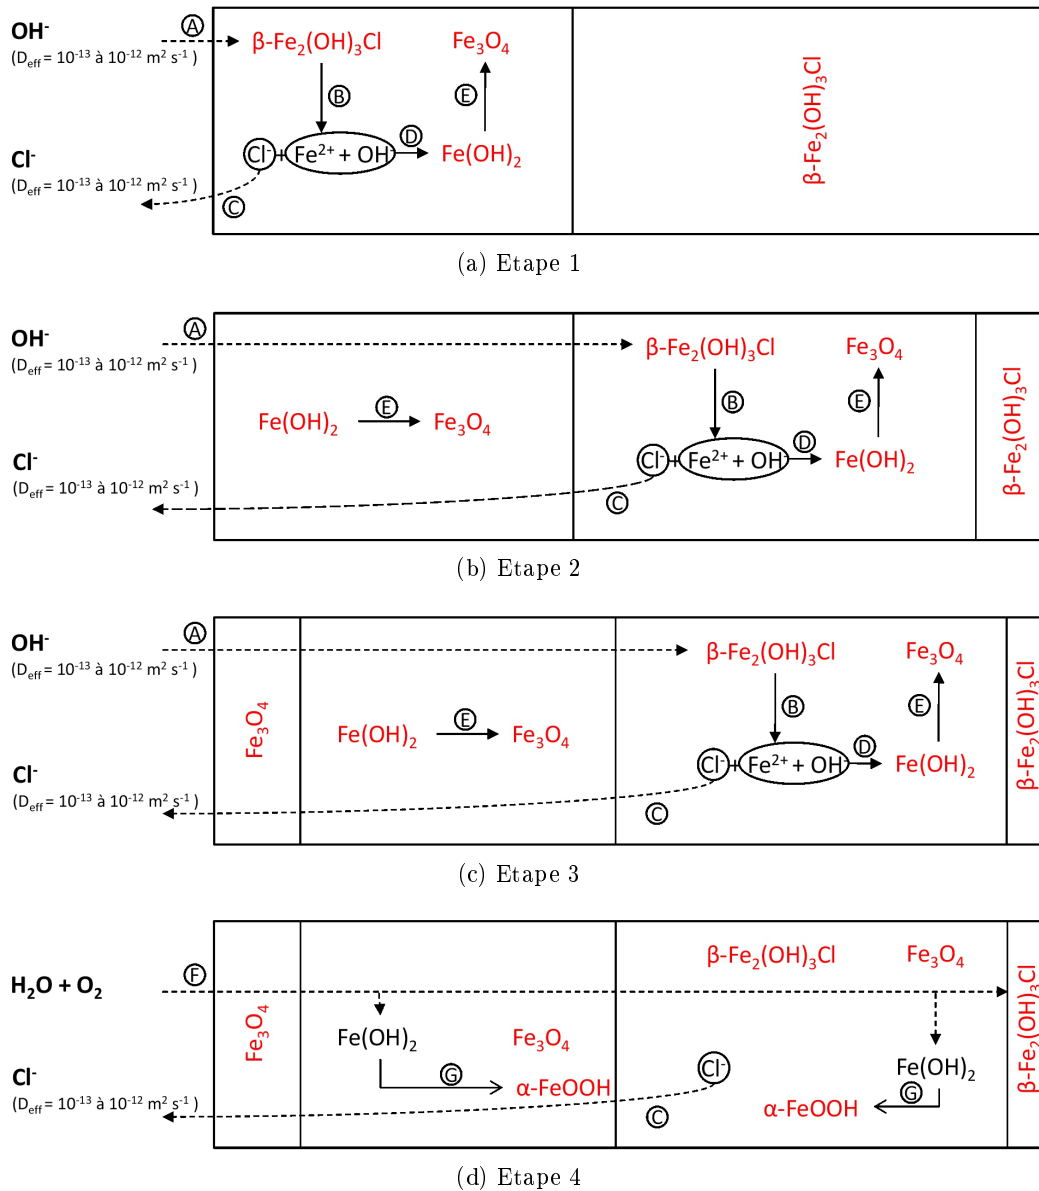 OH⁻
(D_eff = 10⁻¹³ à 10⁻¹² m² s⁻¹ )
Cl⁻
(D_eff = 10⁻¹³ à 10⁻¹² m² s⁻¹ )
A
β-Fe₂(OH)₃Cl
Fe₃O₄
B
E
Cl⁻ + Fe²⁺ + OH⁻
D
Fe(OH)₂
C
β-Fe₂(OH)₃Cl
(a) Etape 1
OH⁻
(D_eff = 10⁻¹³ à 10⁻¹² m² s⁻¹ )
Cl⁻
(D_eff = 10⁻¹³ à 10⁻¹² m² s⁻¹ )
A
Fe(OH)₂
E
Fe₃O₄
β-Fe₂(OH)₃Cl
Fe₃O₄
B
E
Cl⁻ + Fe²⁺ + OH⁻
D
Fe(OH)₂
C
β-Fe₂(OH)₃Cl
(b) Etape 2
OH⁻
(D_eff = 10⁻¹³ à 10⁻¹² m² s⁻¹ )
Cl⁻
(D_eff = 10⁻¹³ à 10⁻¹² m² s⁻¹ )
A
Fe₃O₄
Fe(OH)₂
E
Fe₃O₄
β-Fe₂(OH)₃Cl
Fe₃O₄
B
E
Cl⁻ + Fe²⁺ + OH⁻
D
Fe(OH)₂
C
β-Fe₂(OH)₃Cl
(c) Etape 3
H₂O + O₂
Cl⁻
(D_eff = 10⁻¹³ à 10⁻¹² m² s⁻¹ )
F
Fe₃O₄
Fe(OH)₂
Fe₃O₄
G
α-FeOOH
β-Fe₂(OH)₃Cl
Fe₃O₄
Cl⁻
Fe(OH)₂
G
α-FeOOH
C
β-Fe₂(OH)₃Cl
(d) Etape 4